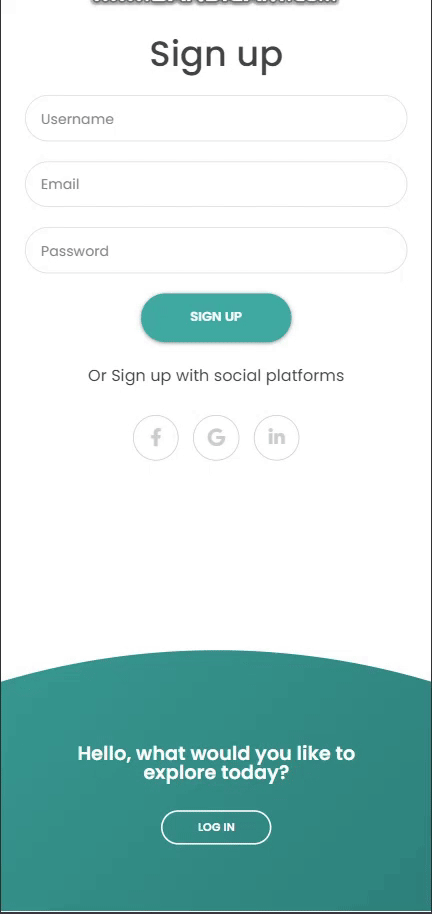 Sign up
Username
Email
Password
SIGN UP
Or Sign up with social platforms
f
G
in
Hello, what would you like to
explore today?
LOG IN